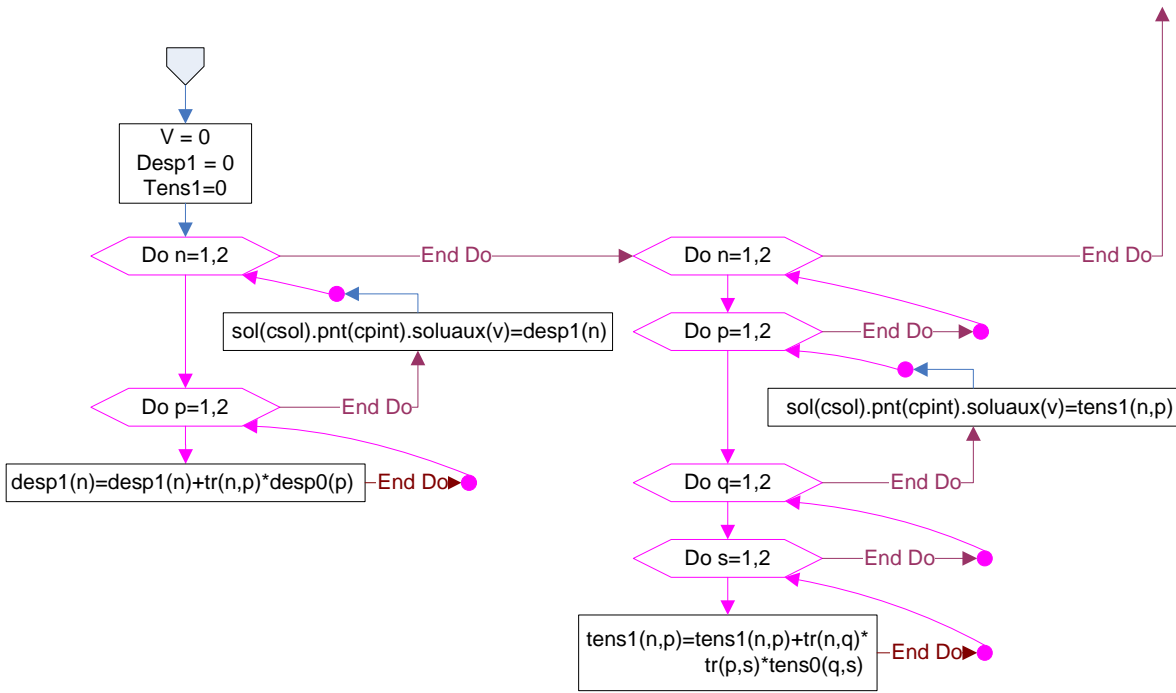 V = 0
Desp1 = 0
Tens1=0
Do n=1,2
End Do
sol(csol).pnt(cpint).soluaux(v)=desp1(n)
Do p=1,2
End Do
desp1(n)=desp1(n)+tr(n,p)*desp0(p)
End Do
Do n=1,2
End Do
Do p=1,2
End Do
sol(csol).pnt(cpint).soluaux(v)=tens1(n,p)
Do q=1,2
End Do
Do s=1,2
End Do
tens1(n,p)=tens1(n,p)+tr(n,q)*
tr(p,s)*tens0(q,s)
End Do